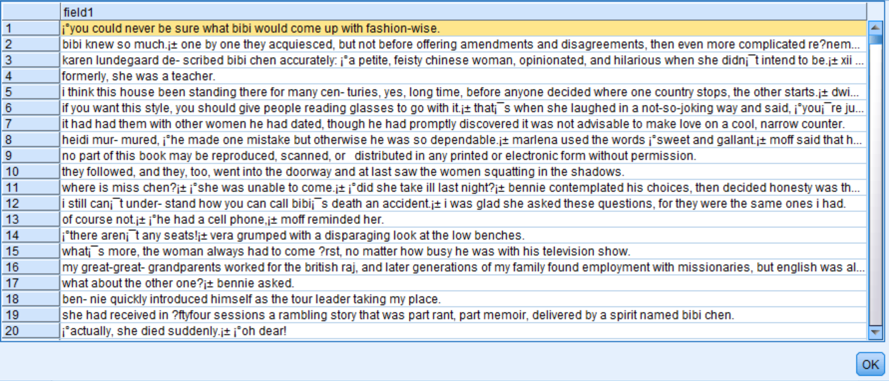 field1
1 ¡°you could never be sure what bibi would come up with fashion-wise.
2 bibi knew so much.¡± one by one they acquiesced, but not before offering amendments and disagreements, then even more complicated re?nem...
3 karen lundegaard de- scribed bibi chen accurately: ¡°a petite, feisty chinese woman, opinionated, and hilarious when she didn¡¯t intend to be.¡± xii ...
4 formerly, she was a teacher.
5 i think this house been standing there for many cen- turies, yes, long time, before anyone decided where one country stops, the other starts.¡± dwi...
6 if you want this style, you should give people reading glasses to go with it.¡± that¡¯s when she laughed in a not-so-joking way and said, ¡°you¡¯re ju...
7 it had had them with other women he had dated, though he had promptly discovered it was not advisable to make love on a cool, narrow counter.
8 heidi mur- mured, ¡°he made one mistake but otherwise he was so dependable.¡± marlena used the words ¡°sweet and gallant.¡± moff said that h...
9 no part of this book may be reproduced, scanned, or   distributed in any printed or electronic form without permission.
10 they followed, and they, too, went into the doorway and at last saw the women squatting in the shadows.
11 where is miss chen?¡± ¡°she was unable to come.¡± ¡°did she take ill last night?¡± bennie contemplated his choices, then decided honesty was th...
12 i still can¡¯t under- stand how you can call bibi¡¯s death an accident.¡± i was glad she asked these questions, for they were the same ones i had.
13 of course not.¡± ¡°he had a cell phone,¡± moff reminded her.
14 ¡°there aren¡¯t any seats!¡± vera grumped with a disparaging look at the low benches.
15 what¡¯s more, the woman always had to come ?rst, no matter how busy he was with his television show.
16 my great-great- grandparents worked for the british raj, and later generations of my family found employment with missionaries, but english was al...
17 what about the other one?¡± bennie asked.
18 ben- nie quickly introduced himself as the tour leader taking my place.
19 she had received in ?ftyfour sessions a rambling story that was part rant, part memoir, delivered by a spirit named bibi chen.
20 ¡°actually, she died suddenly.¡± ¡°oh dear!
OK